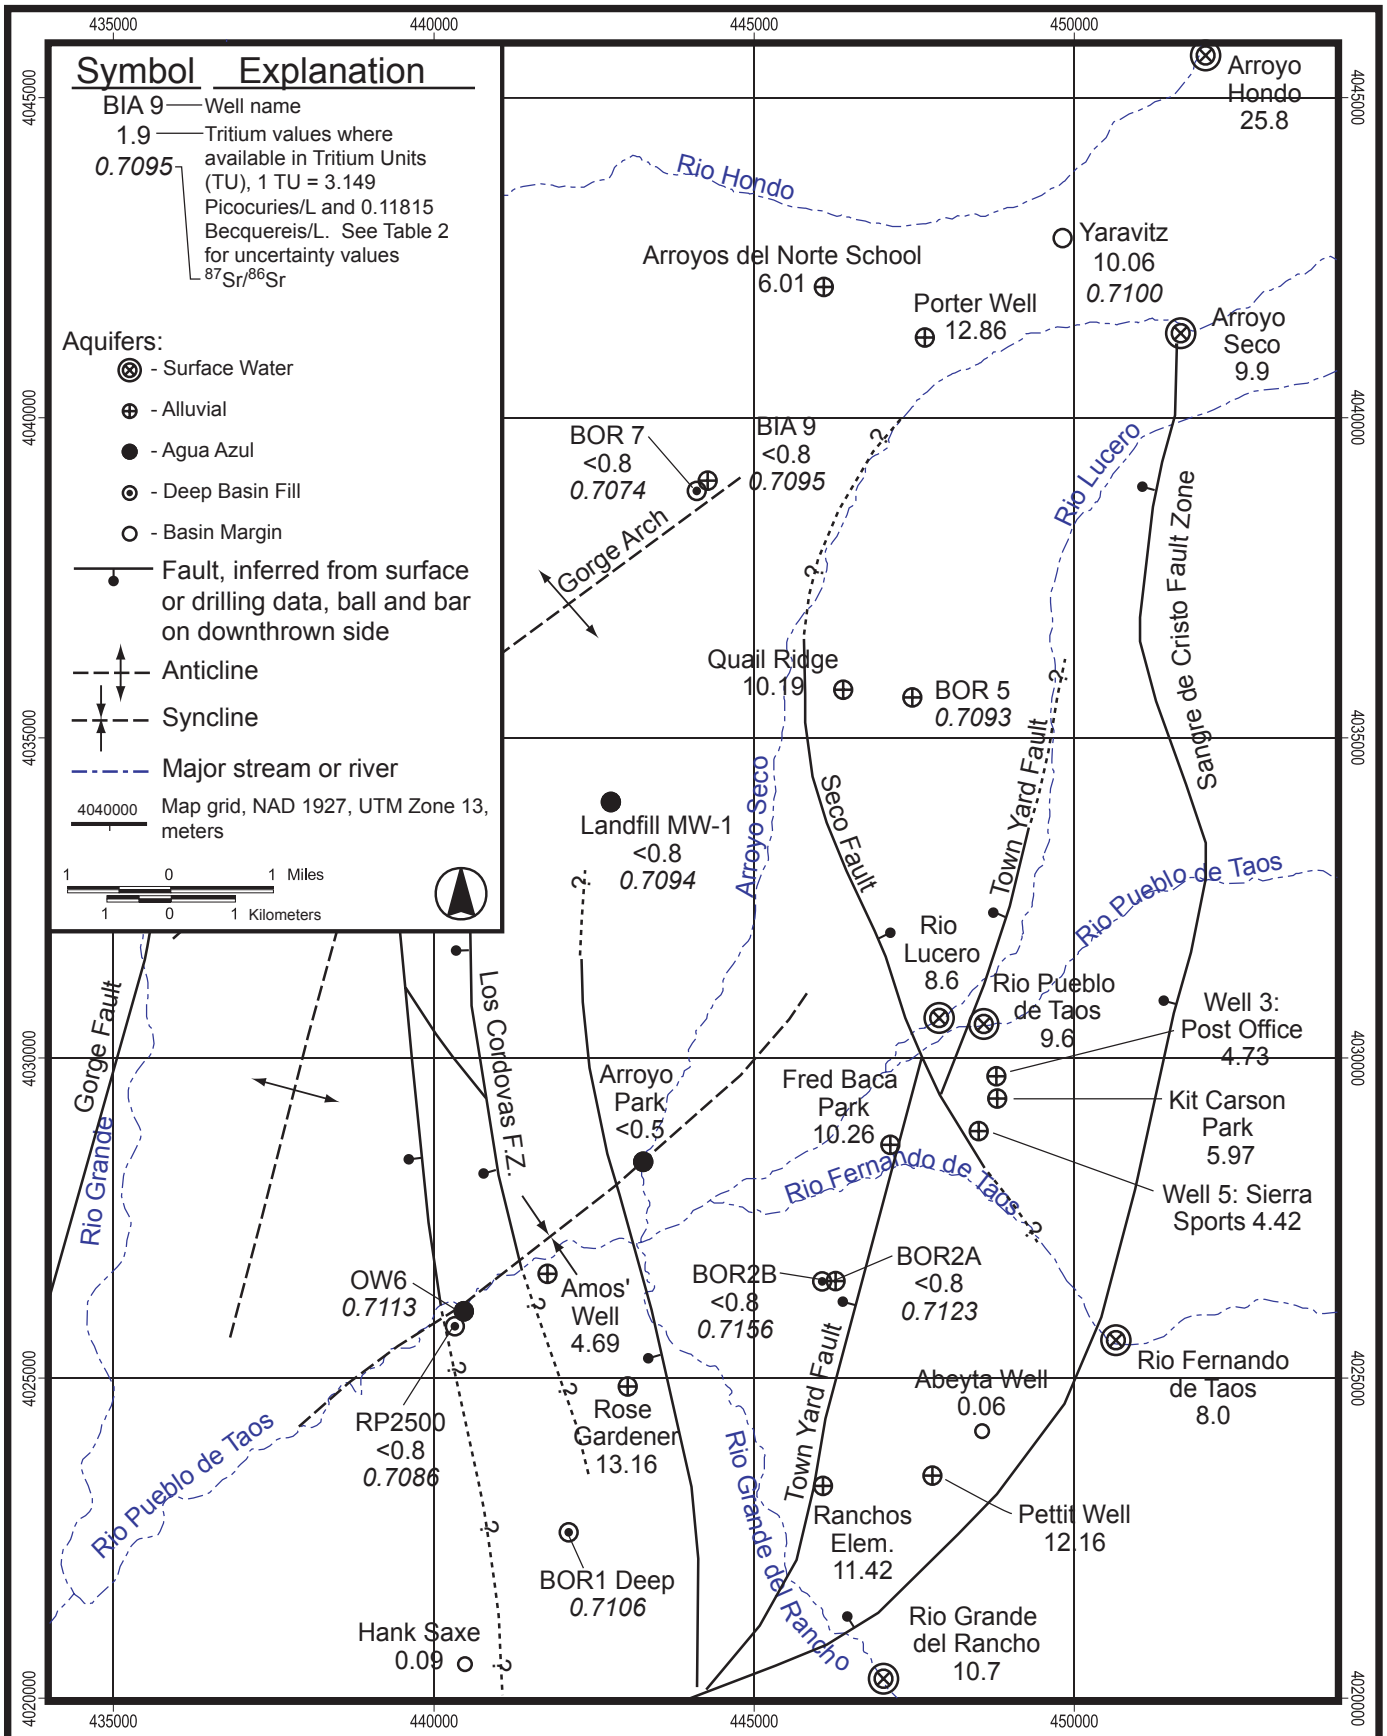 435000
440000
445000
450000
Symbol Explanation
BIA 9
Well name
1.9
Tritium values where
available in Tritium Units
(TU), 1 TU = 3.149
Picocuries/L and 0.11815
Becquereis/L. See Table 2
for uncertainty values
0.7095
87Sr/86Sr
Aquifers:
- Surface Water
- Alluvial
- Agua Azul
- Deep Basin Fill
- Basin Margin
Fault, inferred from surface
or drilling data, ball and bar
on downthrown side
Anticline
Syncline
Major stream or river
4040000
Map grid, NAD 1927, UTM Zone 13,
meters
1 0 1 Miles
1 0 1 Kilometers
4045000
4045000
4040000
4040000
4035000
4035000
4030000
4030000
4025000
4025000
4020000
4020000
Arroyo
Hondo
25.8
Rio Hondo
Yaravitz
10.06
0.7100
Arroyos del Norte School
6.01
Porter Well
12.86
Arroyo
Seco
9.9
BOR 7
<0.8
0.7074
BIA 9
<0.8
0.7095
?
Rio Lucero
Gorge Arch
?
Sangre de Cristo Fault Zone
Quail Ridge
10.19
BOR 5
0.7093
?
Town Yard Fault
Seco Fault
Arroyo Seco
Landfill MW-1
<0.8
0.7094
?
Rio Pueblo de Taos
Rio
Lucero
8.6
Rio Pueblo
de Taos
9.6
Well 3:
Post Office
4.73
Gorge Fault
Los Cordovas F.Z.
Rio Grande
Arroyo
Park
<0.5
Fred Baca
Park
10.26
Kit Carson
Park
5.97
Rio Fernando de Taos
Well 5: Sierra
Sports 4.42
?
OW6
0.7113
Amos'
Well
4.69
BOR2B
<0.8
0.7156
BOR2A
<0.8
0.7123
?
?
?
Town Yard Fault
Rio Fernando
de Taos
8.0
Abeyta Well
0.06
RP2500
<0.8
0.7086
Rose
Gardener
13.16
Rio Pueblo de Taos
Rio Grande del Rancho
Ranchos
Elem.
11.42
Pettit Well
12.16
?
BOR1 Deep
0.7106
Hank Saxe
0.09
?
Rio Grande
del Rancho
10.7
435000
440000
445000
450000